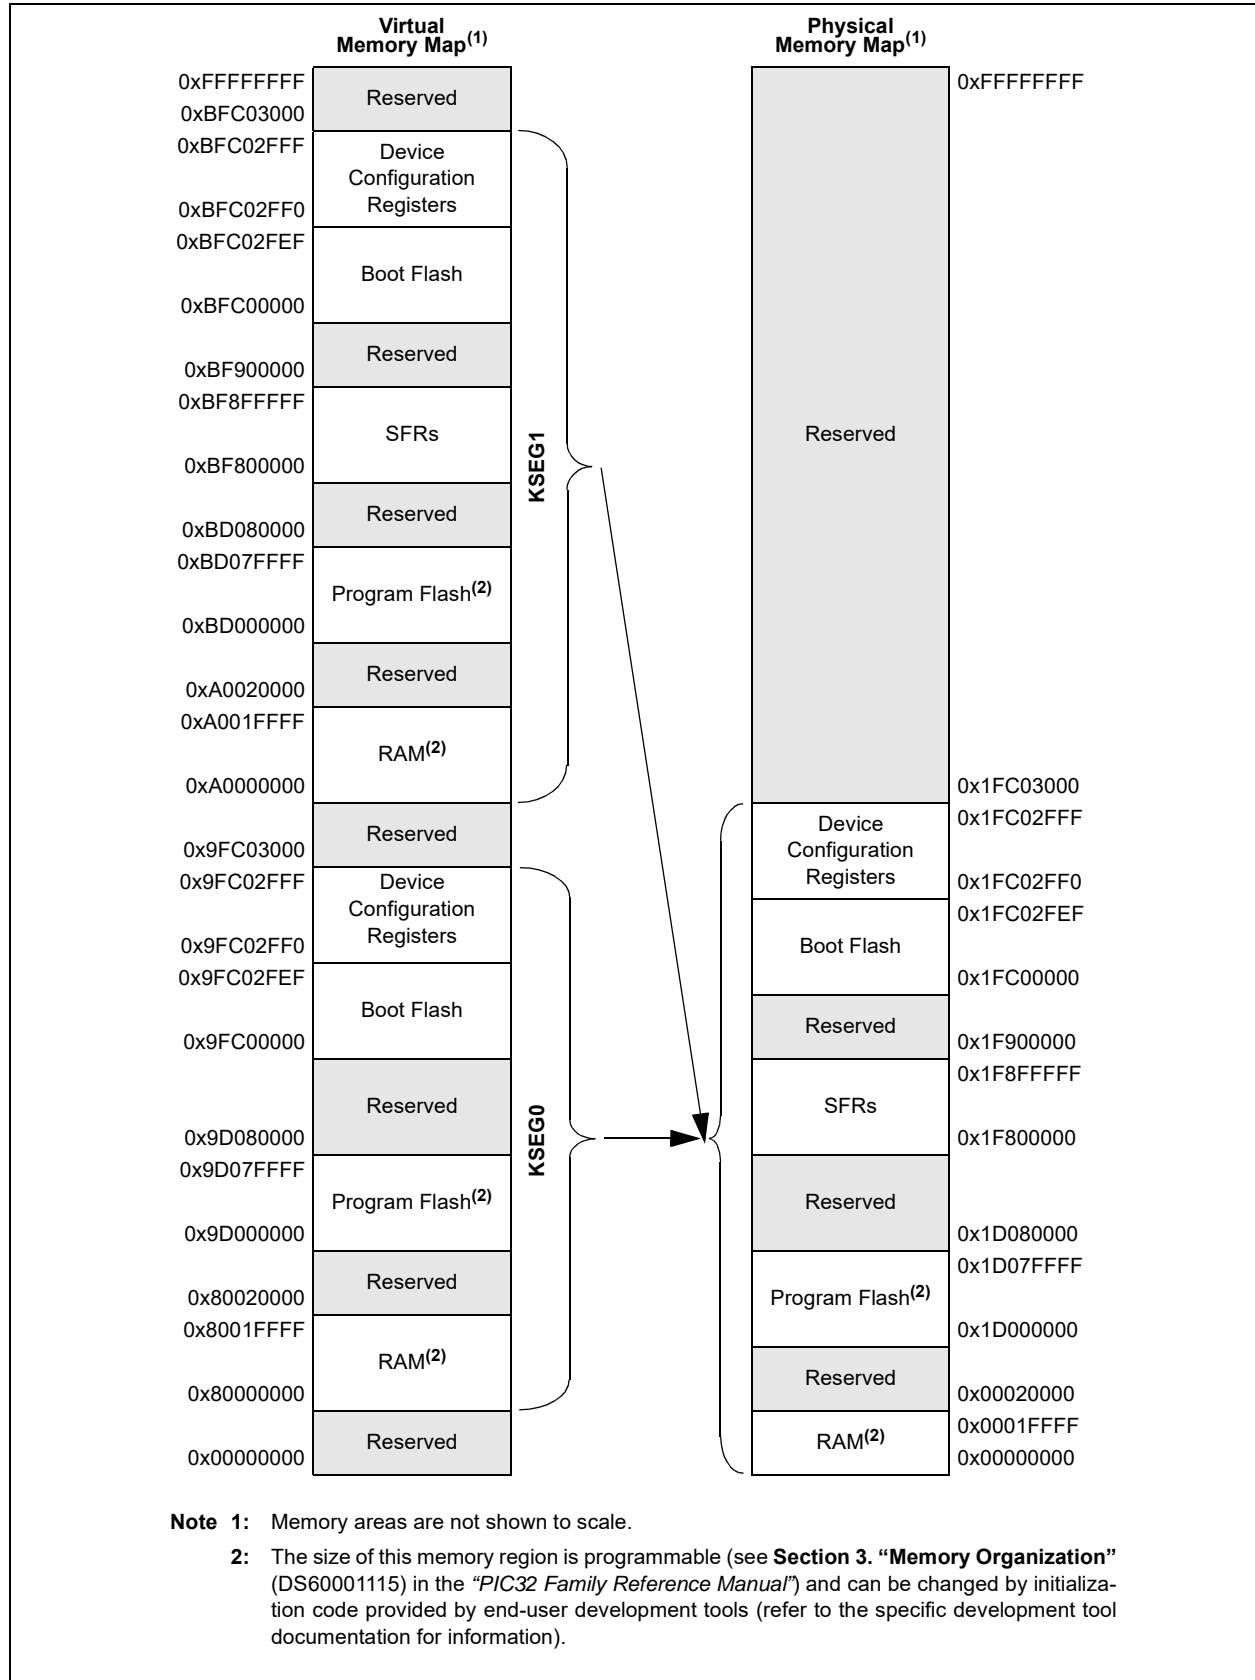 Virtual
Memory Map(1)
0xFFFFFFFF
Reserved
0xBFC03000
0xBFC02FFF
Device
Configuration
Registers
0xBFC02FF0
0xBFC02FEF
Boot Flash
0xBFC00000
Reserved
0xBF900000
0xBF8FFFFF
SFRs
0xBF800000
Reserved
0xBD080000
0xBD07FFFF
Program Flash(2)
0xBD000000
Reserved
0xA0020000
0xA001FFFF
RAM(2)
0xA0000000
Reserved
0x9FC03000
0x9FC02FFF
Device
Configuration
Registers
0x9FC02FF0
0x9FC02FEF
Boot Flash
0x9FC00000
Reserved
0x9D080000
0x9D07FFFF
Program Flash(2)
0x9D000000
Reserved
0x80020000
0x8001FFFF
RAM(2)
0x80000000
Reserved
0x00000000
KSEG1
KSEG0
Physical
Memory Map(1)
0xFFFFFFFF
Reserved
0x1FC03000
0x1FC02FFF
Device
Configuration
Registers
0x1FC02FF0
0x1FC02FEF
Boot Flash
0x1FC00000
Reserved
0x1F900000
0x1F8FFFFF
SFRs
0x1F800000
Reserved
0x1D080000
0x1D07FFFF
Program Flash(2)
0x1D000000
Reserved
0x00020000
0x0001FFFF
RAM(2)
0x00000000
Note 1: Memory areas are not shown to scale.
2: The size of this memory region is programmable (see Section 3. “Memory Organization”
(DS60001115) in the “PIC32 Family Reference Manual”) and can be changed by initializa-
tion code provided by end-user development tools (refer to the specific development tool
documentation for information).